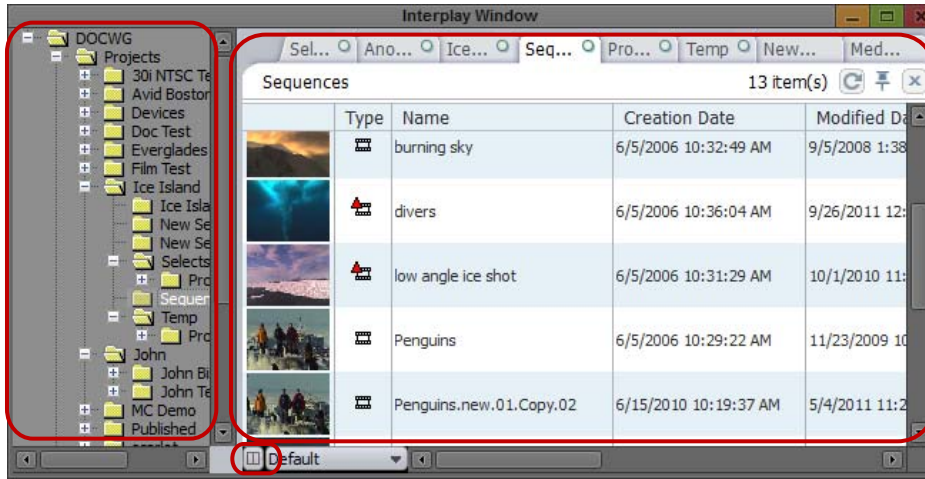 Interplay Window
DOCWG
Projects
30i NTSC Te
Avid Boston
Devices
Doc Test
Everglades
Film Test
Ice Island
Ice Isla
New Se
New Se
Selects
Pro
Sequen
Temp
Pro
John
John Bi
John Te
MC Demo
Published
Sel... Ano... Ice... Seq... Pro... Temp New... Med...
Sequences 13 item(s)
Type Name Creation Date Modified Da
burning sky 6/5/2006 10:32:49 AM 9/5/2008 1:38
divers 6/5/2006 10:36:04 AM 9/26/2011 12:
low angle ice shot 6/5/2006 10:31:29 AM 10/1/2010 11:
Penguins 6/5/2006 10:29:22 AM 11/23/2009 10
Penguins.new.01.Copy.02 6/15/2010 10:19:37 AM 5/4/2011 11:2
Default